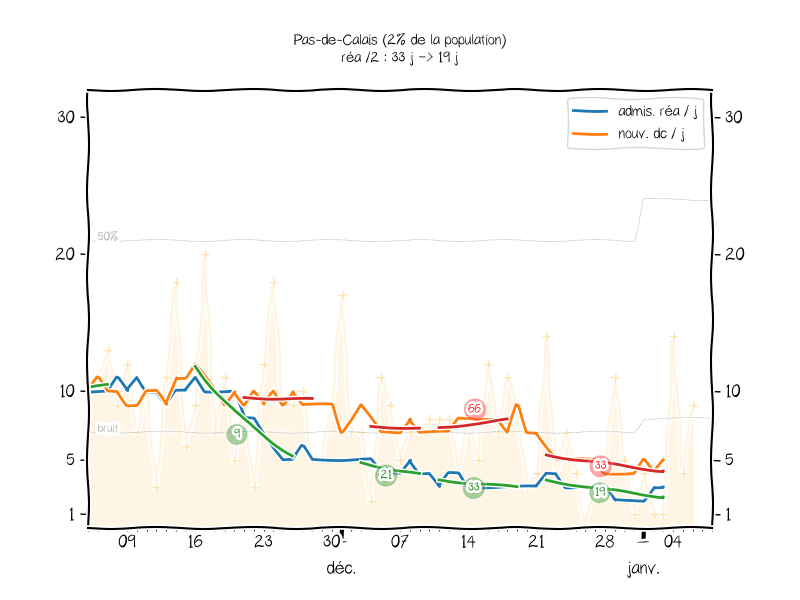 Pas-de-Calais (2% de la population)
réa /2 : 33 j -> 19 j
admis. réa / j
nouv. dc / j
30
30
50%
20
20
10
10
bruit
66
9
5
5
33
21
33
19
1
1
09 16 23 30 07 14 21 28 04
déc. janv.